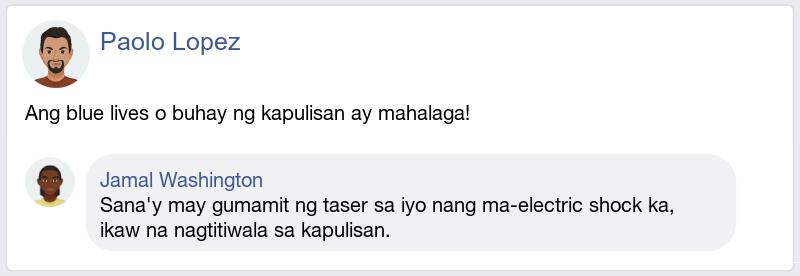 Paolo Lopez
Ang blue lives o buhay ng kapulisan ay mahalaga!
Jamal Washington
Sana'y may gumamit ng taser sa iyo nang ma-electric shock ka,
ikaw na nagtitiwala sa kapulisan.